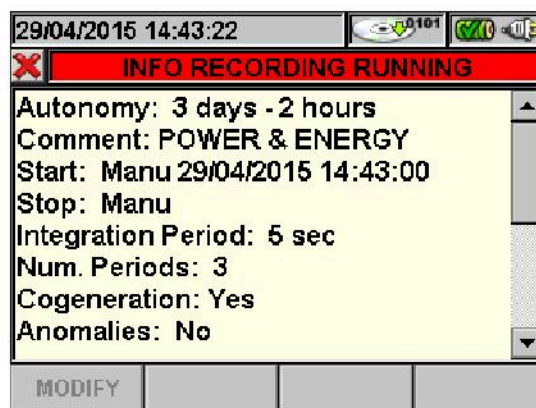 29/04/2015 14:43:22
0101
INFO RECORDING RUNNING
Autonomy: 3 days - 2 hours
Comment: POWER & ENERGY
Start: Manu 29/04/2015 14:43:00
Stop: Manu
Integration Period: 5 sec
Num. Periods: 3
Cogeneration: Yes
Anomalies: No
MODIFY